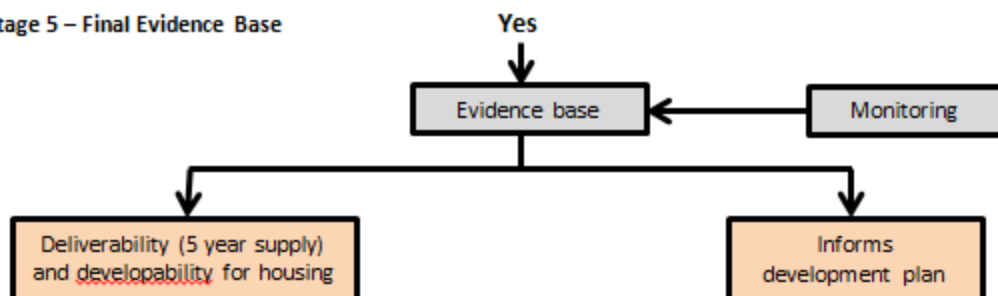 tage 5 – Final Evidence Base
Yes
Evidence base
Monitoring
Deliverability (5 year supply)
and developability for housing
Informs
development plan